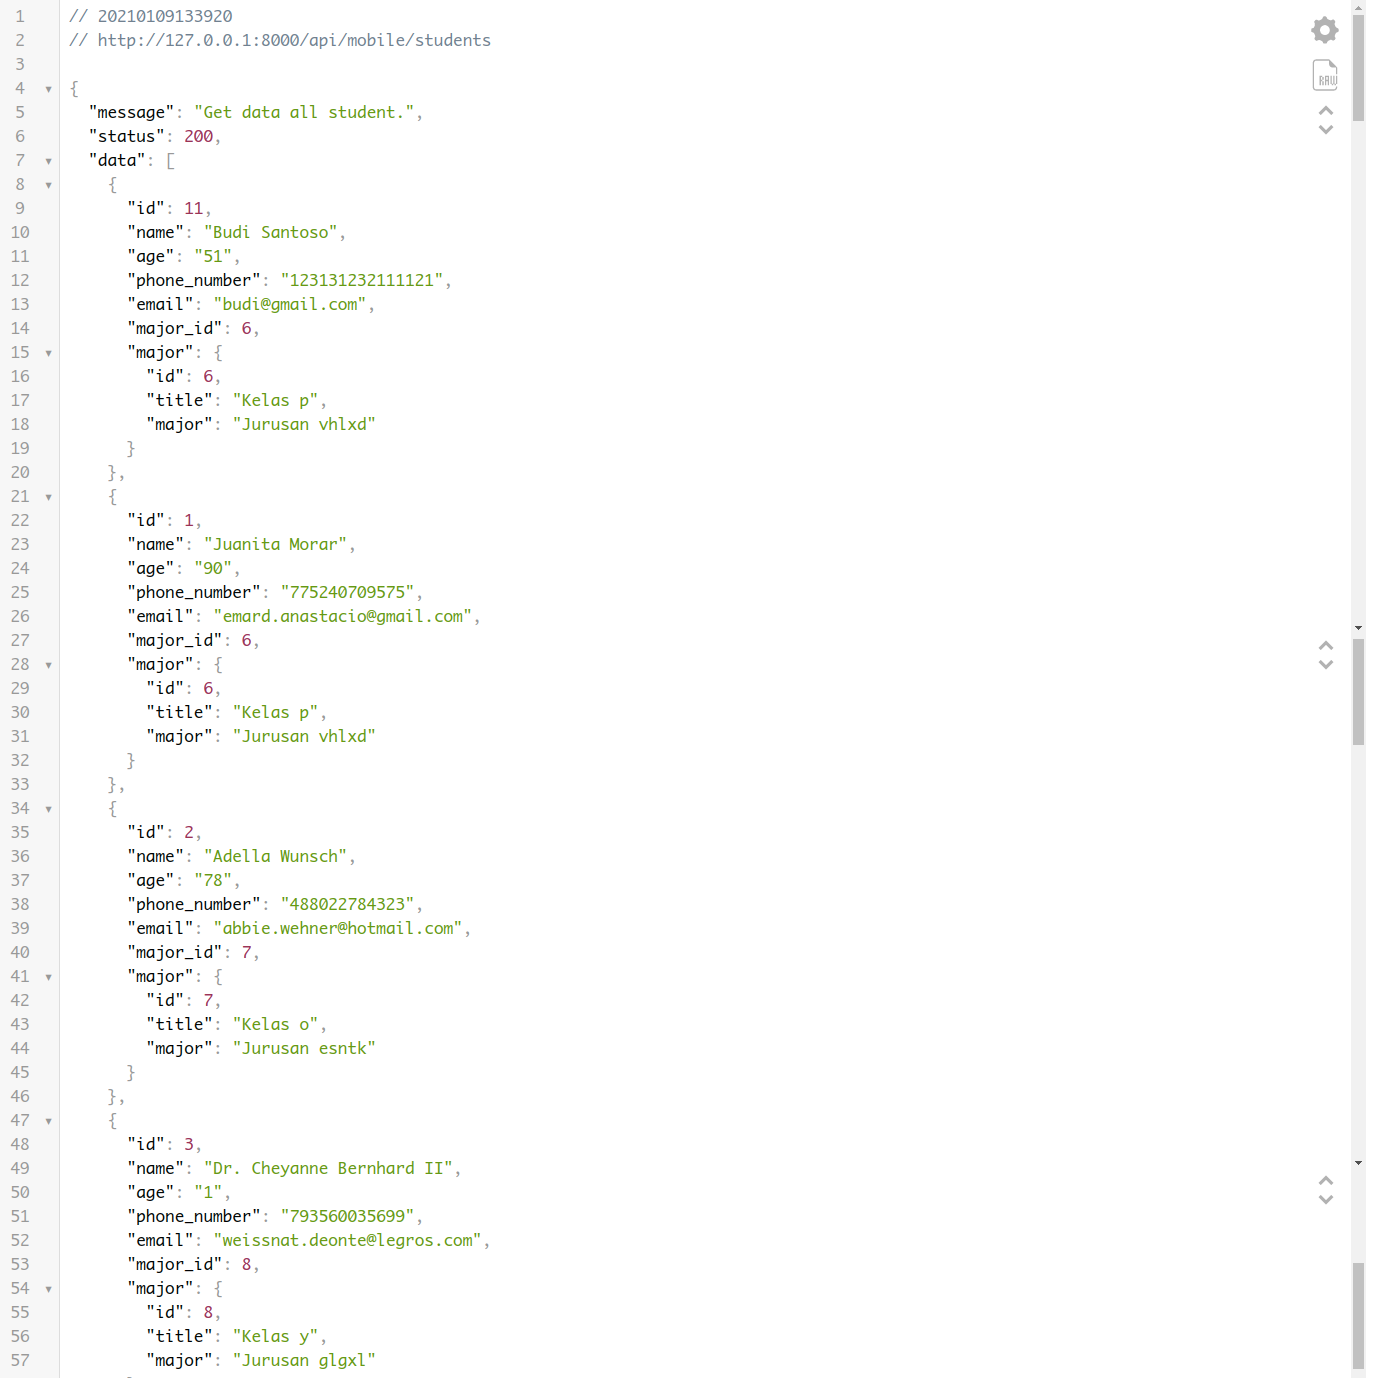 1 // 20210109133920
2 // http://127.0.0.1:8000/api/mobile/students
3
4 {
5 "message": "Get data all student.",
6 "status": 200,
7 "data": [
8 {
9 "id": 11,
10 "name": "Budi Santoso",
11 "age": "51",
12 "phone_number": "123131232111121",
13 "email": "budi@gmail.com",
14 "major_id": 6,
15 "major": {
16 "id": 6,
17 "title": "Kelas p",
18 "major": "Jurusan vhlxd"
19 }
20 },
21 {
22 "id": 1,
23 "name": "Juanita Morar",
24 "age": "90",
25 "phone_number": "775240709575",
26 "email": "emard.anastacio@gmail.com",
27 "major_id": 6,
28 "major": {
29 "id": 6,
30 "title": "Kelas p",
31 "major": "Jurusan vhlxd"
32 }
33 },
34 {
35 "id": 2,
36 "name": "Adella Wunsch",
37 "age": "78",
38 "phone_number": "488022784323",
39 "email": "abbie.wehner@hotmail.com",
40 "major_id": 7,
41 "major": {
42 "id": 7,
43 "title": "Kelas o",
44 "major": "Jurusan esntk"
45 }
46 },
47 {
48 "id": 3,
49 "name": "Dr. Cheyanne Bernhard II",
50 "age": "1",
51 "phone_number": "793560035699",
52 "email": "weissnat.deonte@legros.com",
53 "major_id": 8,
54 "major": {
55 "id": 8,
56 "title": "Kelas y",
57 "major": "Jurusan glgxl"
RAW